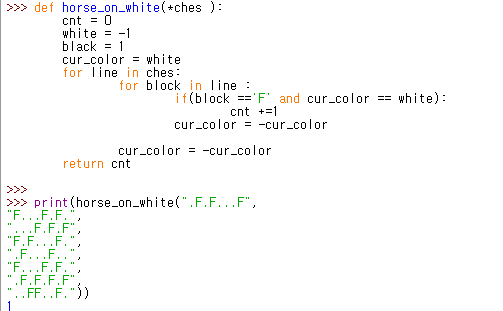 >>> def horse_on_white(*ches ):
        cnt = 0
        white = -1
        black = 1
        cur_color = white
        for line in ches:
                for block in line :
                        if(block =='F' and cur_color == white):
                                cnt +=1
                        cur_color = -cur_color

                cur_color = -cur_color
        return cnt

>>>
>>> print(horse_on_white(".F.F...F",
"F...F.F.",
"...F.F.F",
"F.F...F.",
".F...F..",
"F...F.F.",
".F.F.F.F",
"..FF..F."))
1